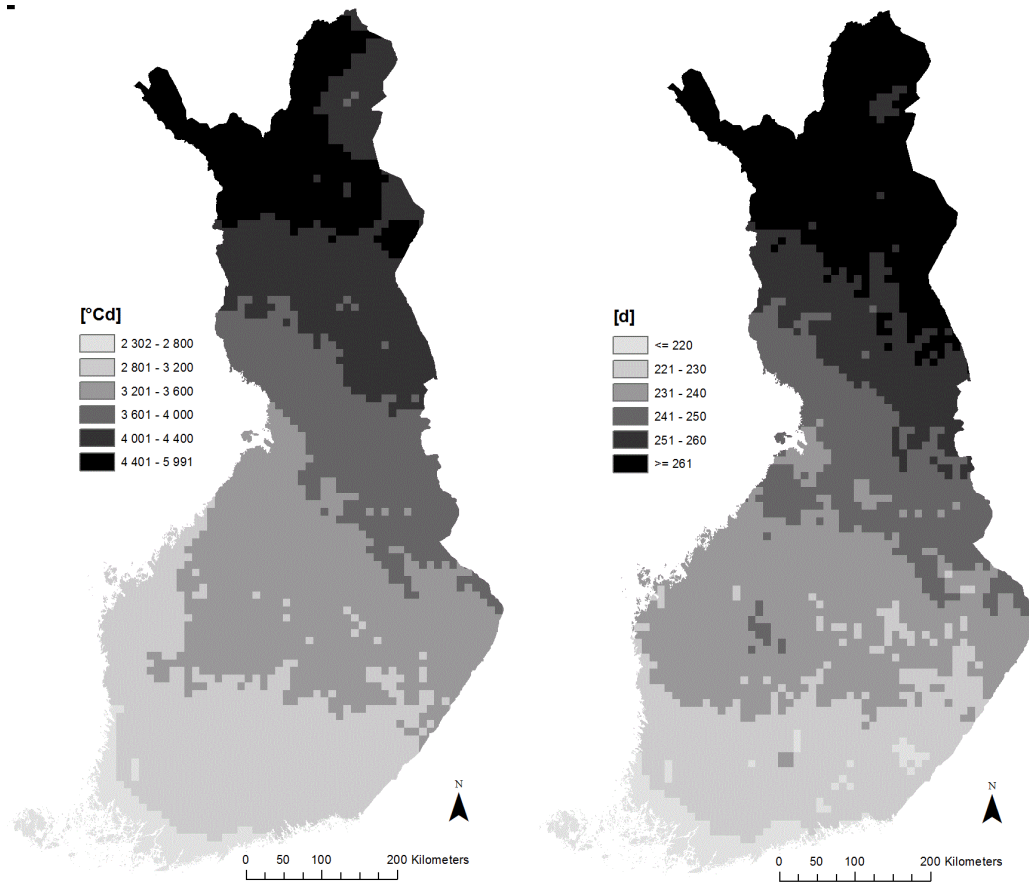 [°Cd]
2 302 - 2 800
2 801 - 3 200
3 201 - 3 600
3 601 - 4 000
4 001 - 4 400
4 401 - 5 991
N
0 50 100 200 Kilometers
[d]
<= 220
221 - 230
231 - 240
241 - 250
251 - 260
>= 261
N
0 50 100 200 Kilometers